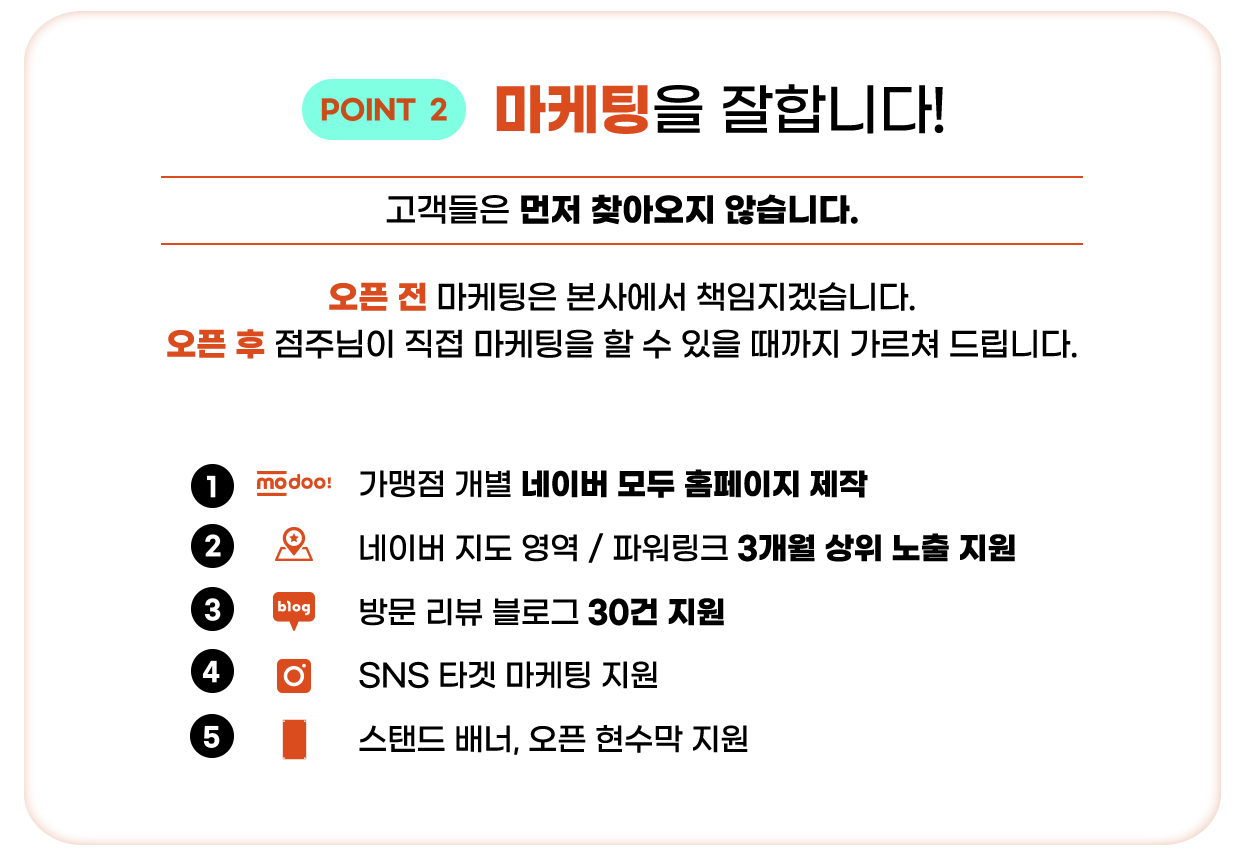 POINT 2 마케팅을 잘합니다!
고객들은 먼저 찾아오지 않습니다.
오픈 전 마케팅은 본사에서 책임지겠습니다.
오픈 후 점주님이 직접 마케팅을 할 수 있을 때까지 가르쳐 드립니다.
1 modoo! 가맹점 개별 네이버 모두 홈페이지 제작
2 네이버 지도 영역 / 파워링크 3개월 상위 노출 지원
3 blog 방문 리뷰 블로그 30건 지원
4 SNS 타겟 마케팅 지원
5 스탠드 배너, 오픈 현수막 지원